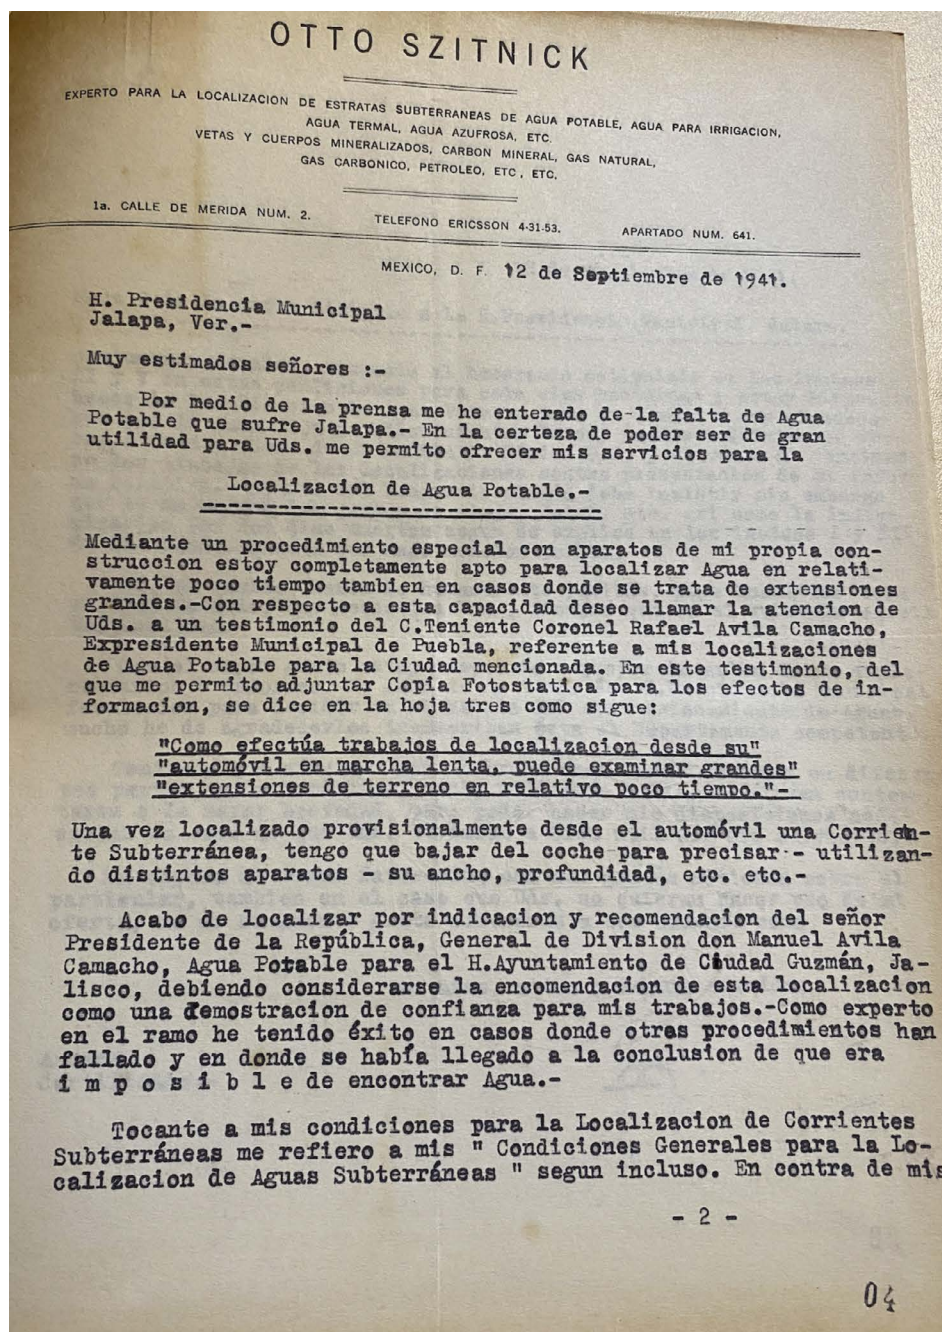 OTTO SZITNICK
EXPERTO PARA LA LOCALIZACION DE ESTRATAS SUBTERRANEAS DE AGUA POTABLE, AGUA PARA IRRIGACION,
AGUA TERMAL, AGUA AZUFROSA, ETC.
VETAS Y CUERPOS MINERALIZADOS, CARBON MINERAL, GAS NATURAL,
GAS CARBONICO, PETROLEO, ETC, ETC,
1a. CALLE DE MERIDA NUM. 2. TELEFONO ERICSSON 4-31-53. APARTADO NUM. 641.
MEXICO, D. F. 12 de Septiembre de 1941.
H. Presidencia Municipal
Jalapa, Ver.-
Muy estimados señores :-
Por medio de la prensa me he enterado de-la falta de Agua
Potable que sufre Jalapa.- En la certeza de poder ser de gran
utilidad para Uds. me permito ofrecer mis servicios para la
Localizacion de Agua Potable.-
Mediante un procedimiento especial con aparatos de mi propia con-
struccion estoy completamente apto para localizar Agua en relati-
vamente poco tiempo tambien en casos donde se trata de extensiones
grandes.-Con respecto a esta capacidad deseo llamar la atencion de
Uds. a un testimonio del C.Teniente Coronel Rafael Avila Camacho,
Expresidente Municipal de Puebla, referente a mis localizaciones
de Agua Potable para la Ciudad mencionada. En este testimonio, del
que me permito adjuntar Copia Fotostatica para los efectos de in-
formacion, se dice en la hoja tres como sigue:
"Como efectúa trabajos de localizacion desde su"
"automóvil en marcha lenta, puede examinar grandes"
"extensiones de terreno en relativo poco tiempo."-
Una vez localizado provisionalmente desde el automóvil una Corrien-
te Subterránea, tengo que bajar del coche para precisar - utilizan-
do distintos aparatos - su ancho, profundidad, etc. etc.-
Acabo de localizar por indicacion y recomendacion del señor
Presidente de la República, General de Division don Manuel Avila
Camacho, Agua Potable para el H.Ayuntamiento de Ciudad Guzmán, Ja-
lisco, debiendo considerarse la encomendacion de esta localizacion
como una demostracion de confianza para mis trabajos.-Como experto
en el ramo he tenido éxito en casos donde otras procedimientos han
fallado y en donde se había llegado a la conclusion de que era
i m p o s i b l e de encontrar Agua.-
Tocante a mis condiciones para la Localizacion de Corrientes
Subterráneas me refiero a mis " Condiciones Generales para la Lo-
calizacion de Aguas Subterráneas " segun incluso. En contra de mis
- 2 -
04